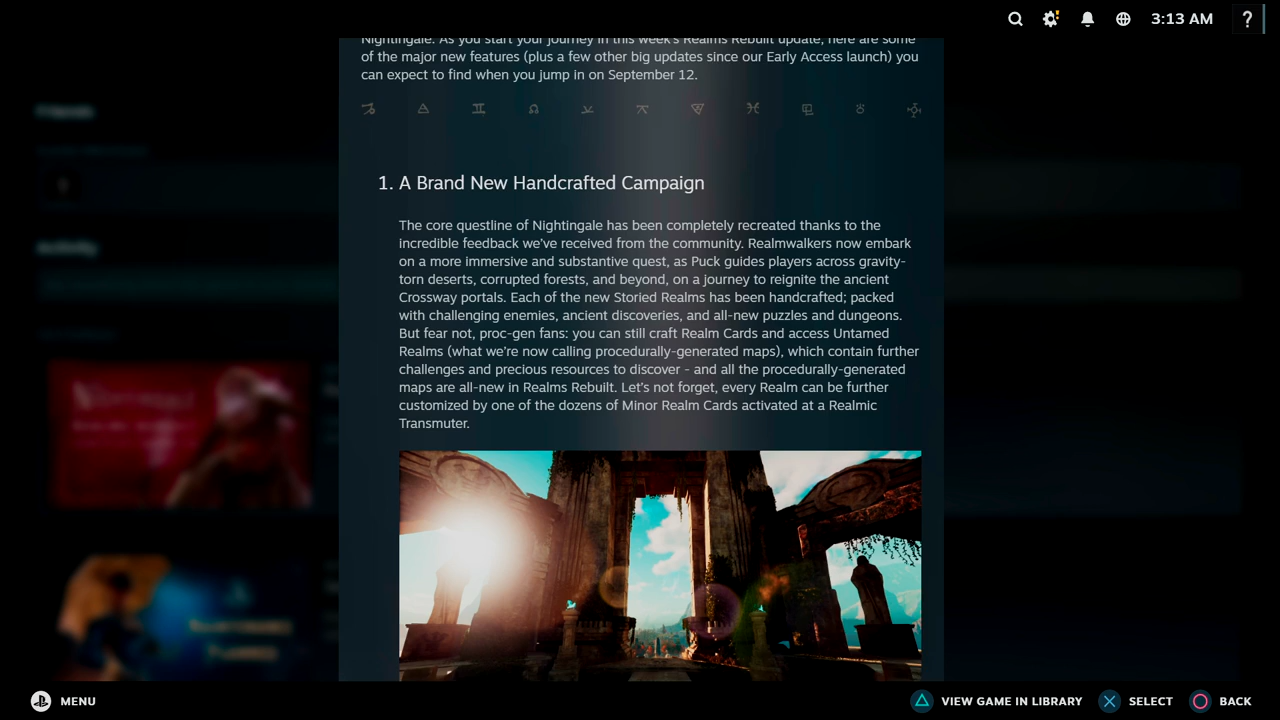 3:13 AM
?
Nightingale. As you start your journey in this week's Realms Rebuilt update, here are some
of the major new features (plus a few other big updates since our Early Access launch) you
can expect to find when you jump in on September 12.
1. A Brand New Handcrafted Campaign
The core questline of Nightingale has been completely recreated thanks to the
incredible feedback we've received from the community. Realmwalkers now embark
on a more immersive and substantive quest, as Puck guides players across gravity-
torn deserts, corrupted forests, and beyond, on a journey to reignite the ancient
Crossway portals. Each of the new Storied Realms has been handcrafted; packed
with challenging enemies, ancient discoveries, and all-new puzzles and dungeons.
But fear not, proc-gen fans: you can still craft Realm Cards and access Untamed
Realms (what we're now calling procedurally-generated maps), which contain further
challenges and precious resources to discover - and all the procedurally-generated
maps are all-new in Realms Rebuilt. Let's not forget, every Realm can be further
customized by one of the dozens of Minor Realm Cards activated at a Realmic
Transmuter.
Friends
Activity
MENU
VIEW GAME IN LIBRARY
SELECT
BACK